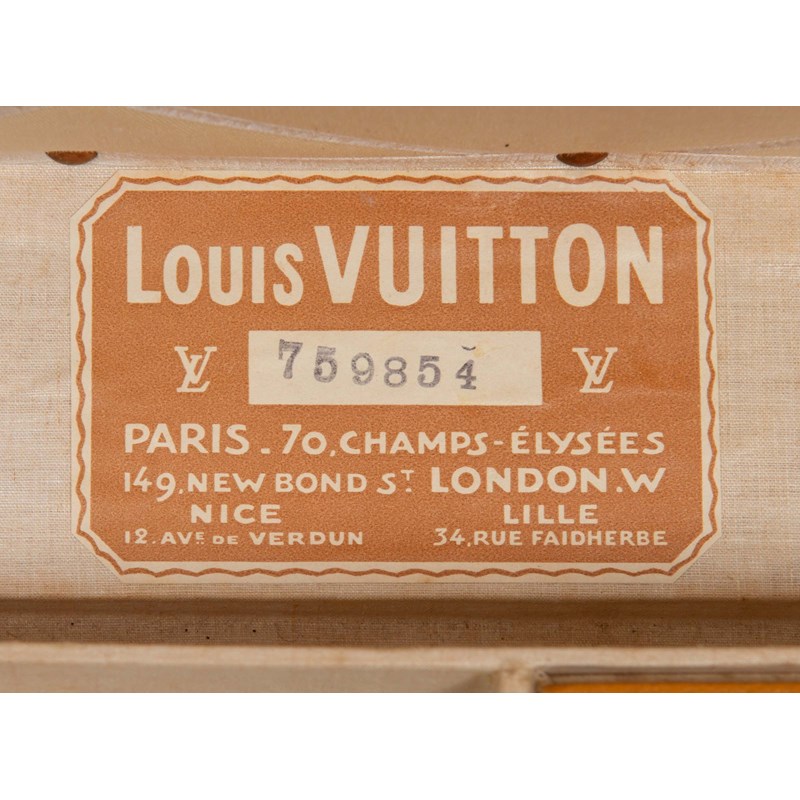 LOUIS VUITTON
LV 759854 LV
PARIS. 70, CHAMPS-ÉLYSÉES
149, NEW BOND ST LONDON.W
NICE LILLE
12. AVE DE VERDUN 34, RUE FAIDHERBE